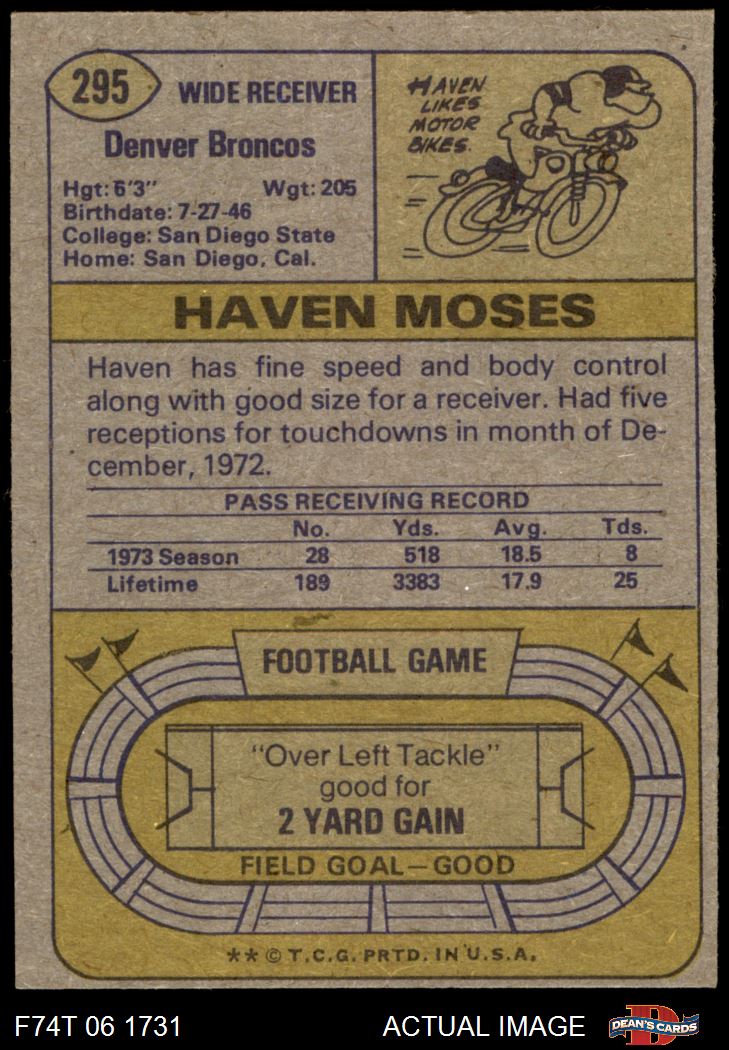 295 WIDE RECEIVER
Denver Broncos
Hgt: 6'3" Wgt: 205
Birthdate: 7-27-46
College: San Diego State
Home: San Diego, Cal.
HAVEN
LIKES
MOTOR
BIKES.
HAVEN MOSES
Haven has fine speed and body control
along with good size for a receiver. Had five
receptions for touchdowns in month of De-
cember, 1972.
PASS RECEIVING RECORD
No. Yds. Avg. Tds.
1973 Season 28 518 18.5 8
Lifetime 189 3383 17.9 25
FOOTBALL GAME
"Over Left Tackle"
good for
2 YARD GAIN
FIELD GOAL—GOOD
** © T.C.G. PRTD. IN U.S.A.
F74T 06 1731 ACTUAL IMAGE DEAN'S CARDS